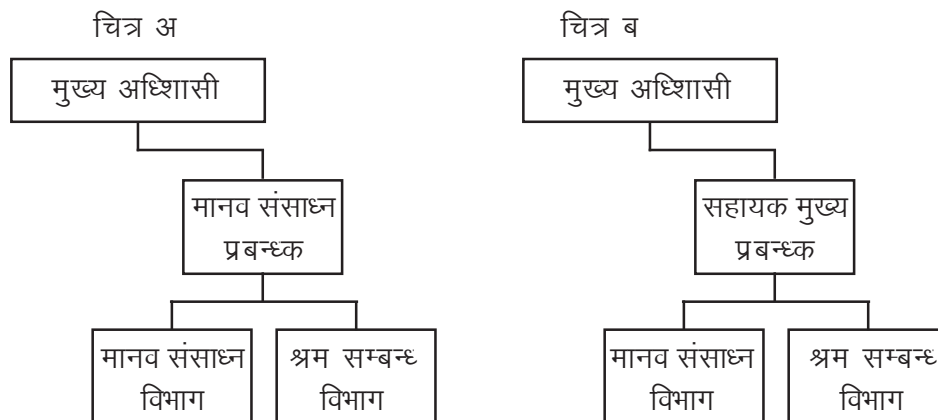 चित्र अ
मुख्य अध्िशासी
मानव संसाध्न
प्रबन्ध्क
मानव संसाध्न
विभाग
श्रम सम्बन्ध्
विभाग
चित्र ब
मुख्य अध्िशासी
सहायक मुख्य
प्रबन्ध्क
मानव संसाध्न
विभाग
श्रम सम्बन्ध्
विभाग